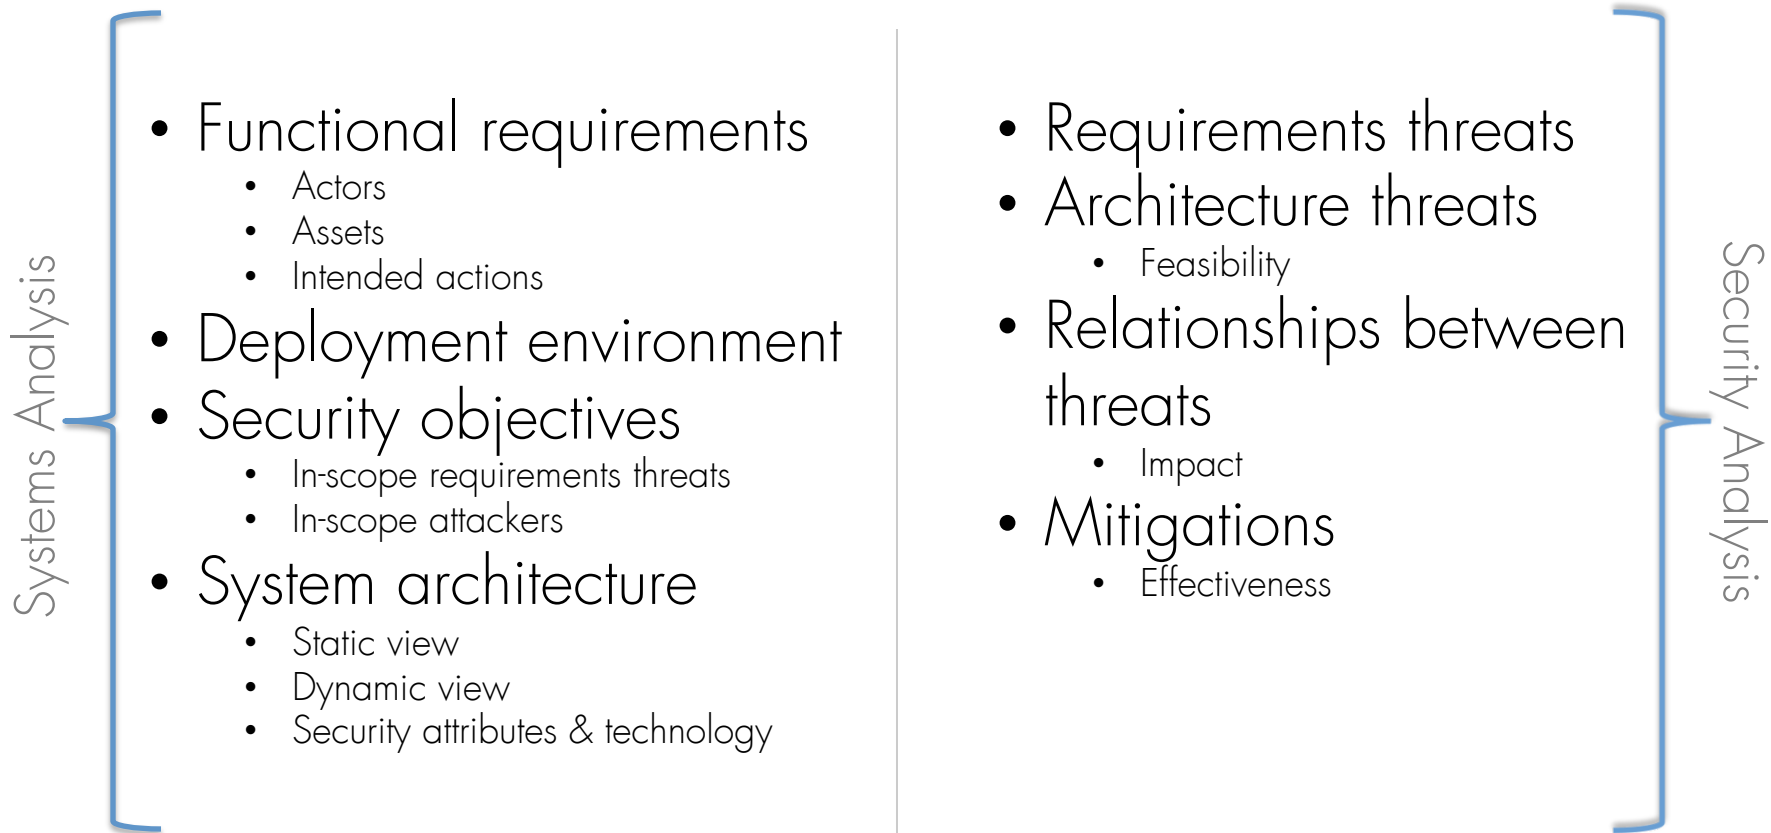 Systems Analysis
• Functional requirements
• Actors
• Assets
• Intended actions
• Deployment environment
• Security objectives
• In-scope requirements threats
• In-scope attackers
• System architecture
• Static view
• Dynamic view
• Security attributes & technology
• Requirements threats
• Architecture threats
• Feasibility
• Relationships between
threats
• Impact
• Mitigations
• Effectiveness
Security Analysis